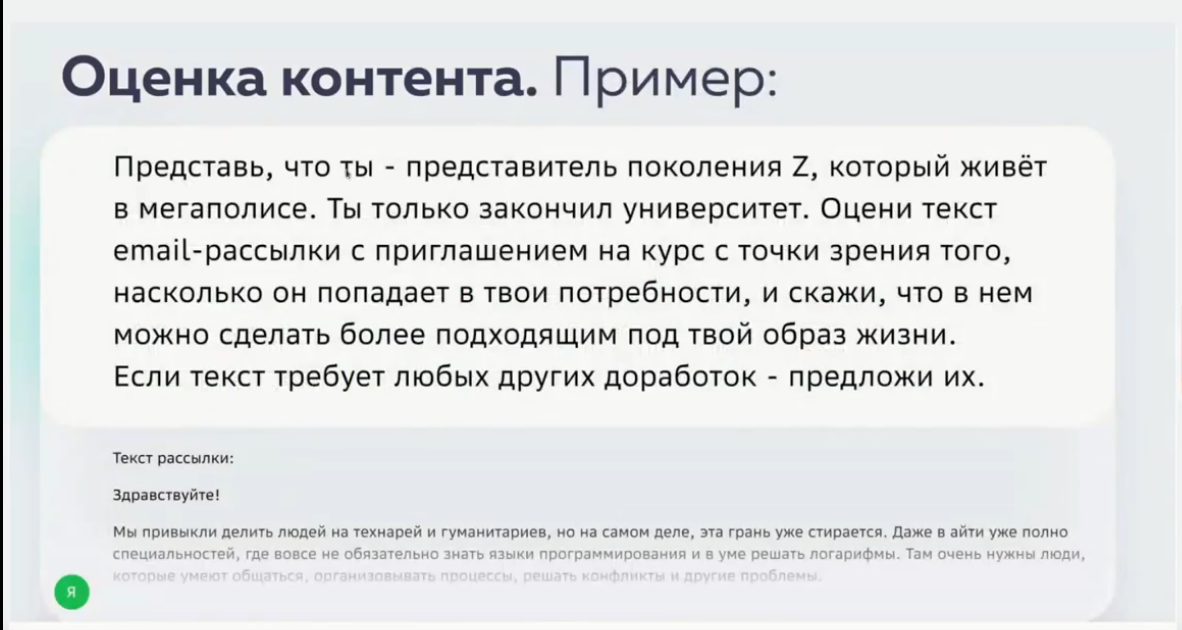 Оценка контента. Пример:
Представь, что ты - представитель поколения Z, который живёт
в мегаполисе. Ты только закончил университет. Оцени текст
email-рассылки с приглашением на курс с точки зрения того,
насколько он попадает в твои потребности, и скажи, что в нем
можно сделать более подходящим под твой образ жизни.
Если текст требует любых других доработок - предложи их.
Текст рассылки:
Здравствуйте!
Мы привыкли делить людей на технарей и гуманитариев, но на самом деле, эта грань уже стирается. Даже в айти уже полно
специальностей, где вовсе не обязательно знать языки программирования и в уме решать логарифмы. Там очень нужны люди,
которые умеют общаться, организовывать процессы, решать конфликты и другие проблемы.
Я